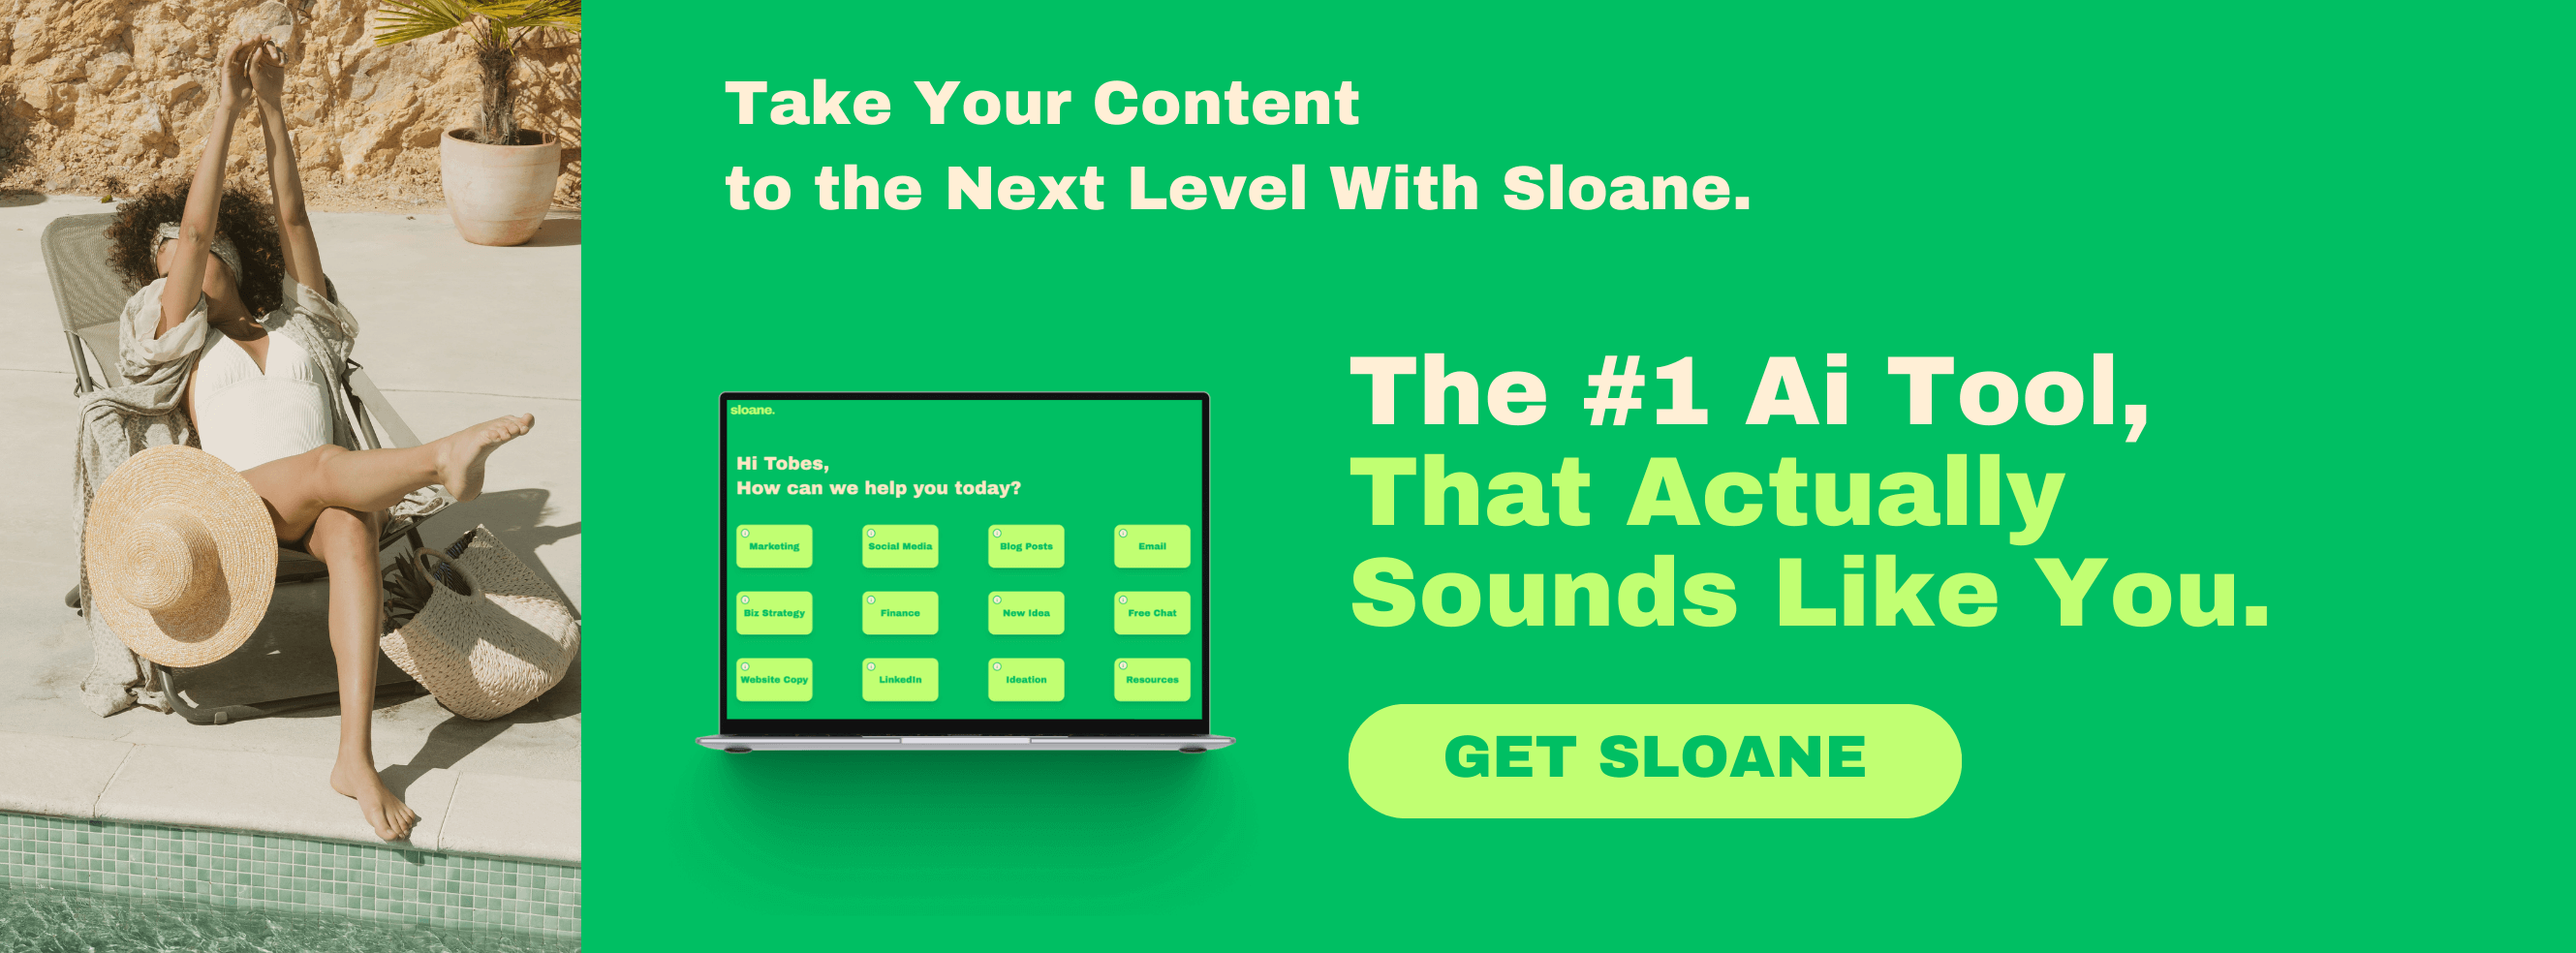 Take Your Content
to the Next Level With Sloane.
sloane.
Hi Tobes,
How can we help you today?
Marketing
Social Media
Blog Posts
Email
Biz Strategy
Finance
New Idea
Free Chat
Website Copy
LinkedIn
Ideation
Resources
The #1 Ai Tool,
That Actually
Sounds Like You.
GET SLOANE